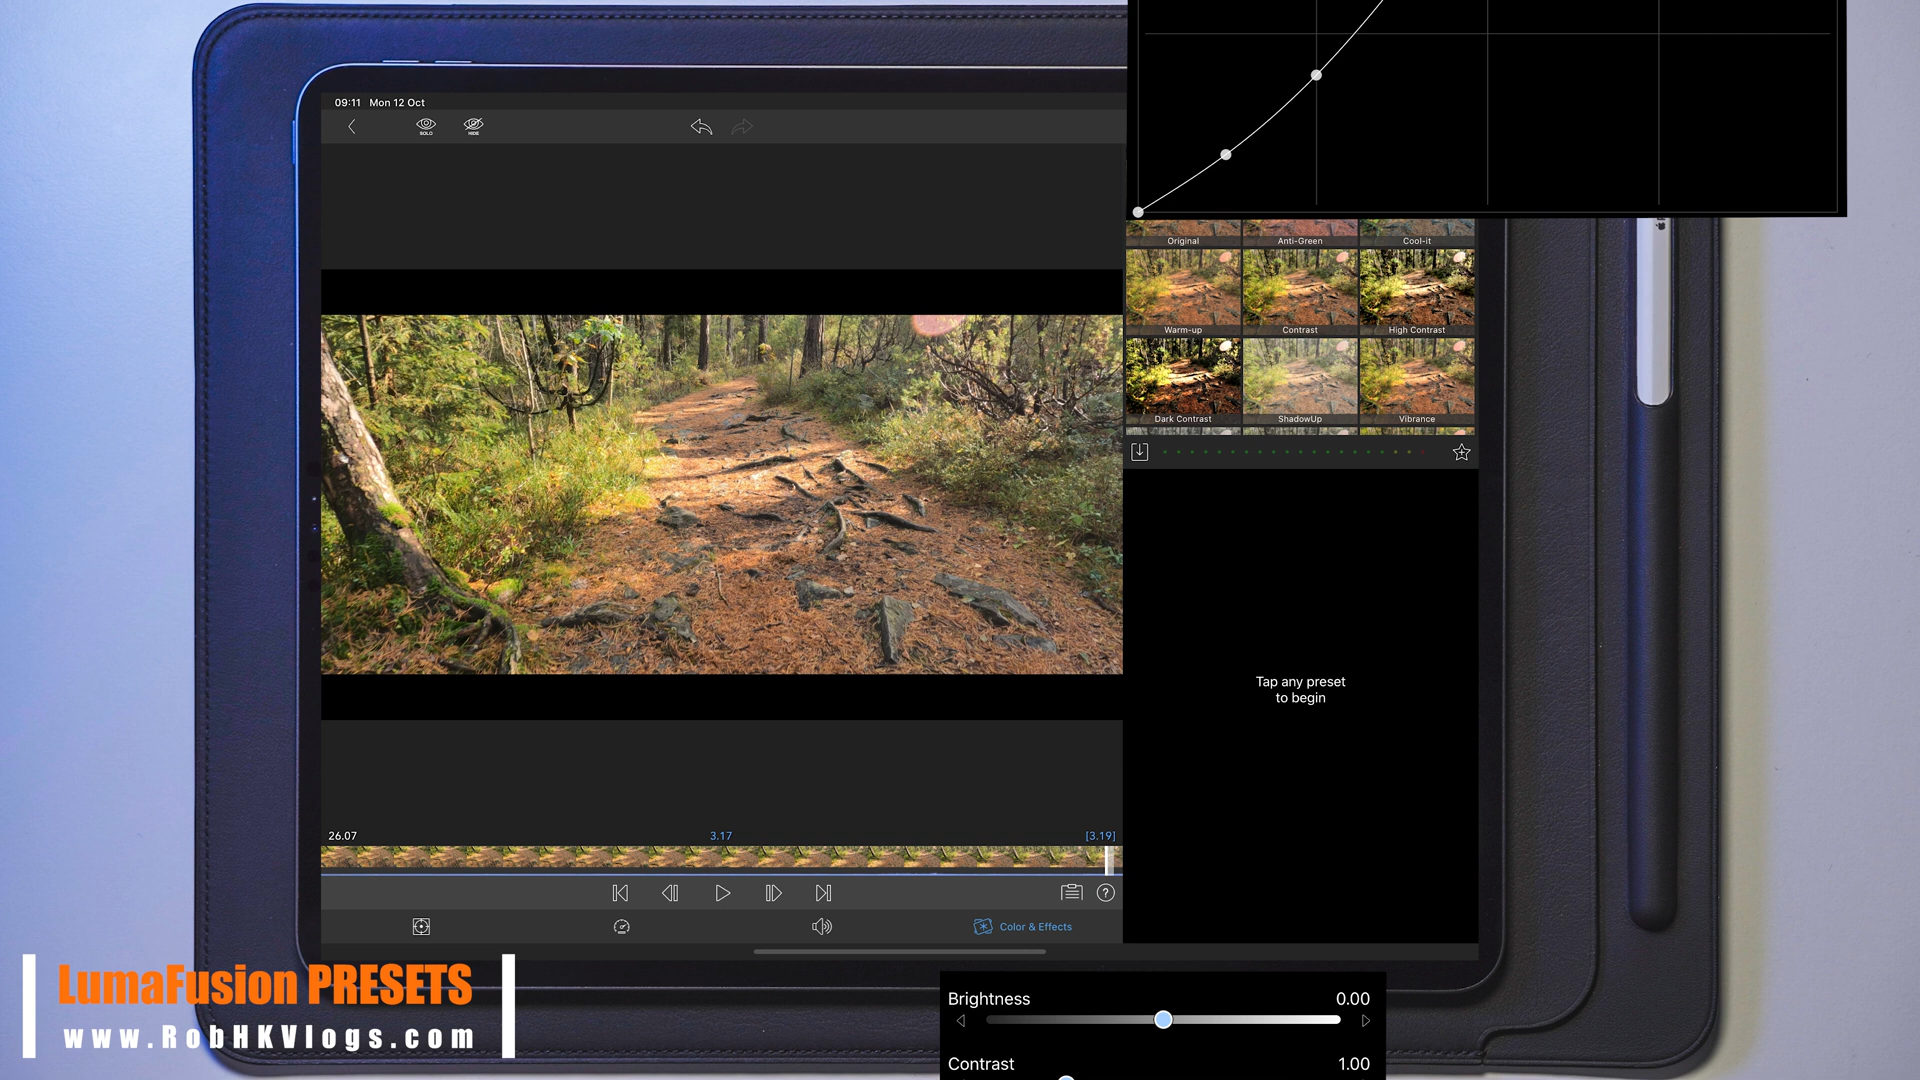 09:11 Mon 12 Oct
SOLO
HIDE
Original Anti-Green Cool-it
Warm-up Contrast High Contrast
Dark Contrast ShadowUp Vibrance
Tap any preset
to begin
26.07 3.17 [3.19]
?
Color & Effects
LumaFusion PRESETS
www.RobHKVlogs.com
Brightness 0.00
Contrast 1.00